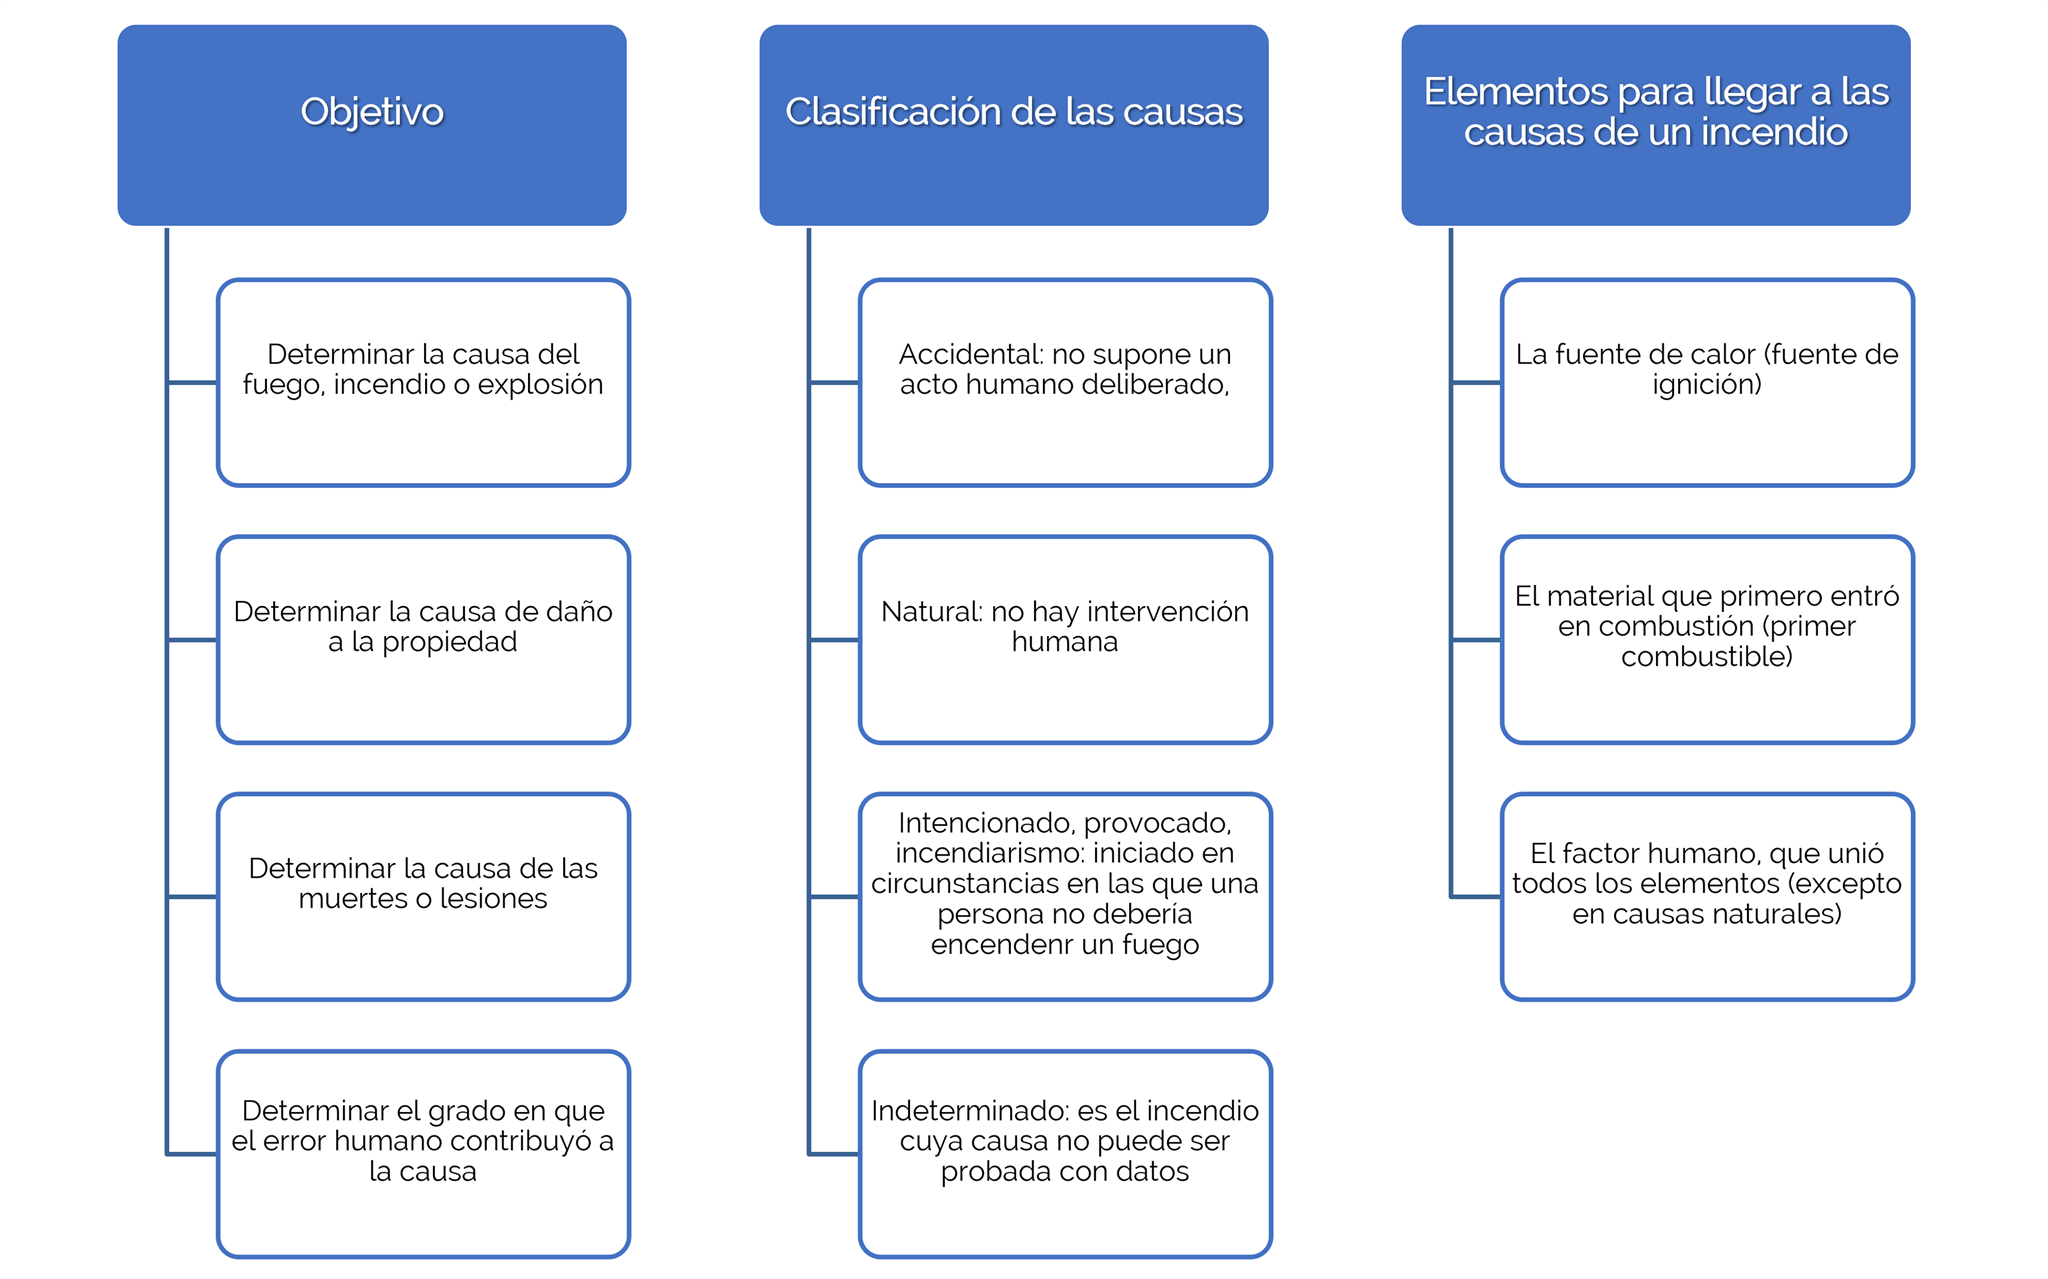 Objetivo
Determinar la causa del
fuego, incendio o explosión
Determinar la causa de daño
a la propiedad
Determinar la causa de las
muertes o lesiones
Determinar el grado en que
el error humano contribuyó a
la causa
Clasificación de las causas
Accidental: no supone un
acto humano deliberado,
Natural: no hay intervención
humana
Intencionado, provocado,
incendiarismo: iniciado en
circunstancias en las que una
persona no debería
encendenr un fuego
Indeterminado: es el incendio
cuya causa no puede ser
probada con datos
Elementos para llegar a las
causas de un incendio
La fuente de calor (fuente de
ignición)
El material que primero entró
en combustión (primer
combustible)
El factor humano, que unió
todos los elementos (excepto
en causas naturales)